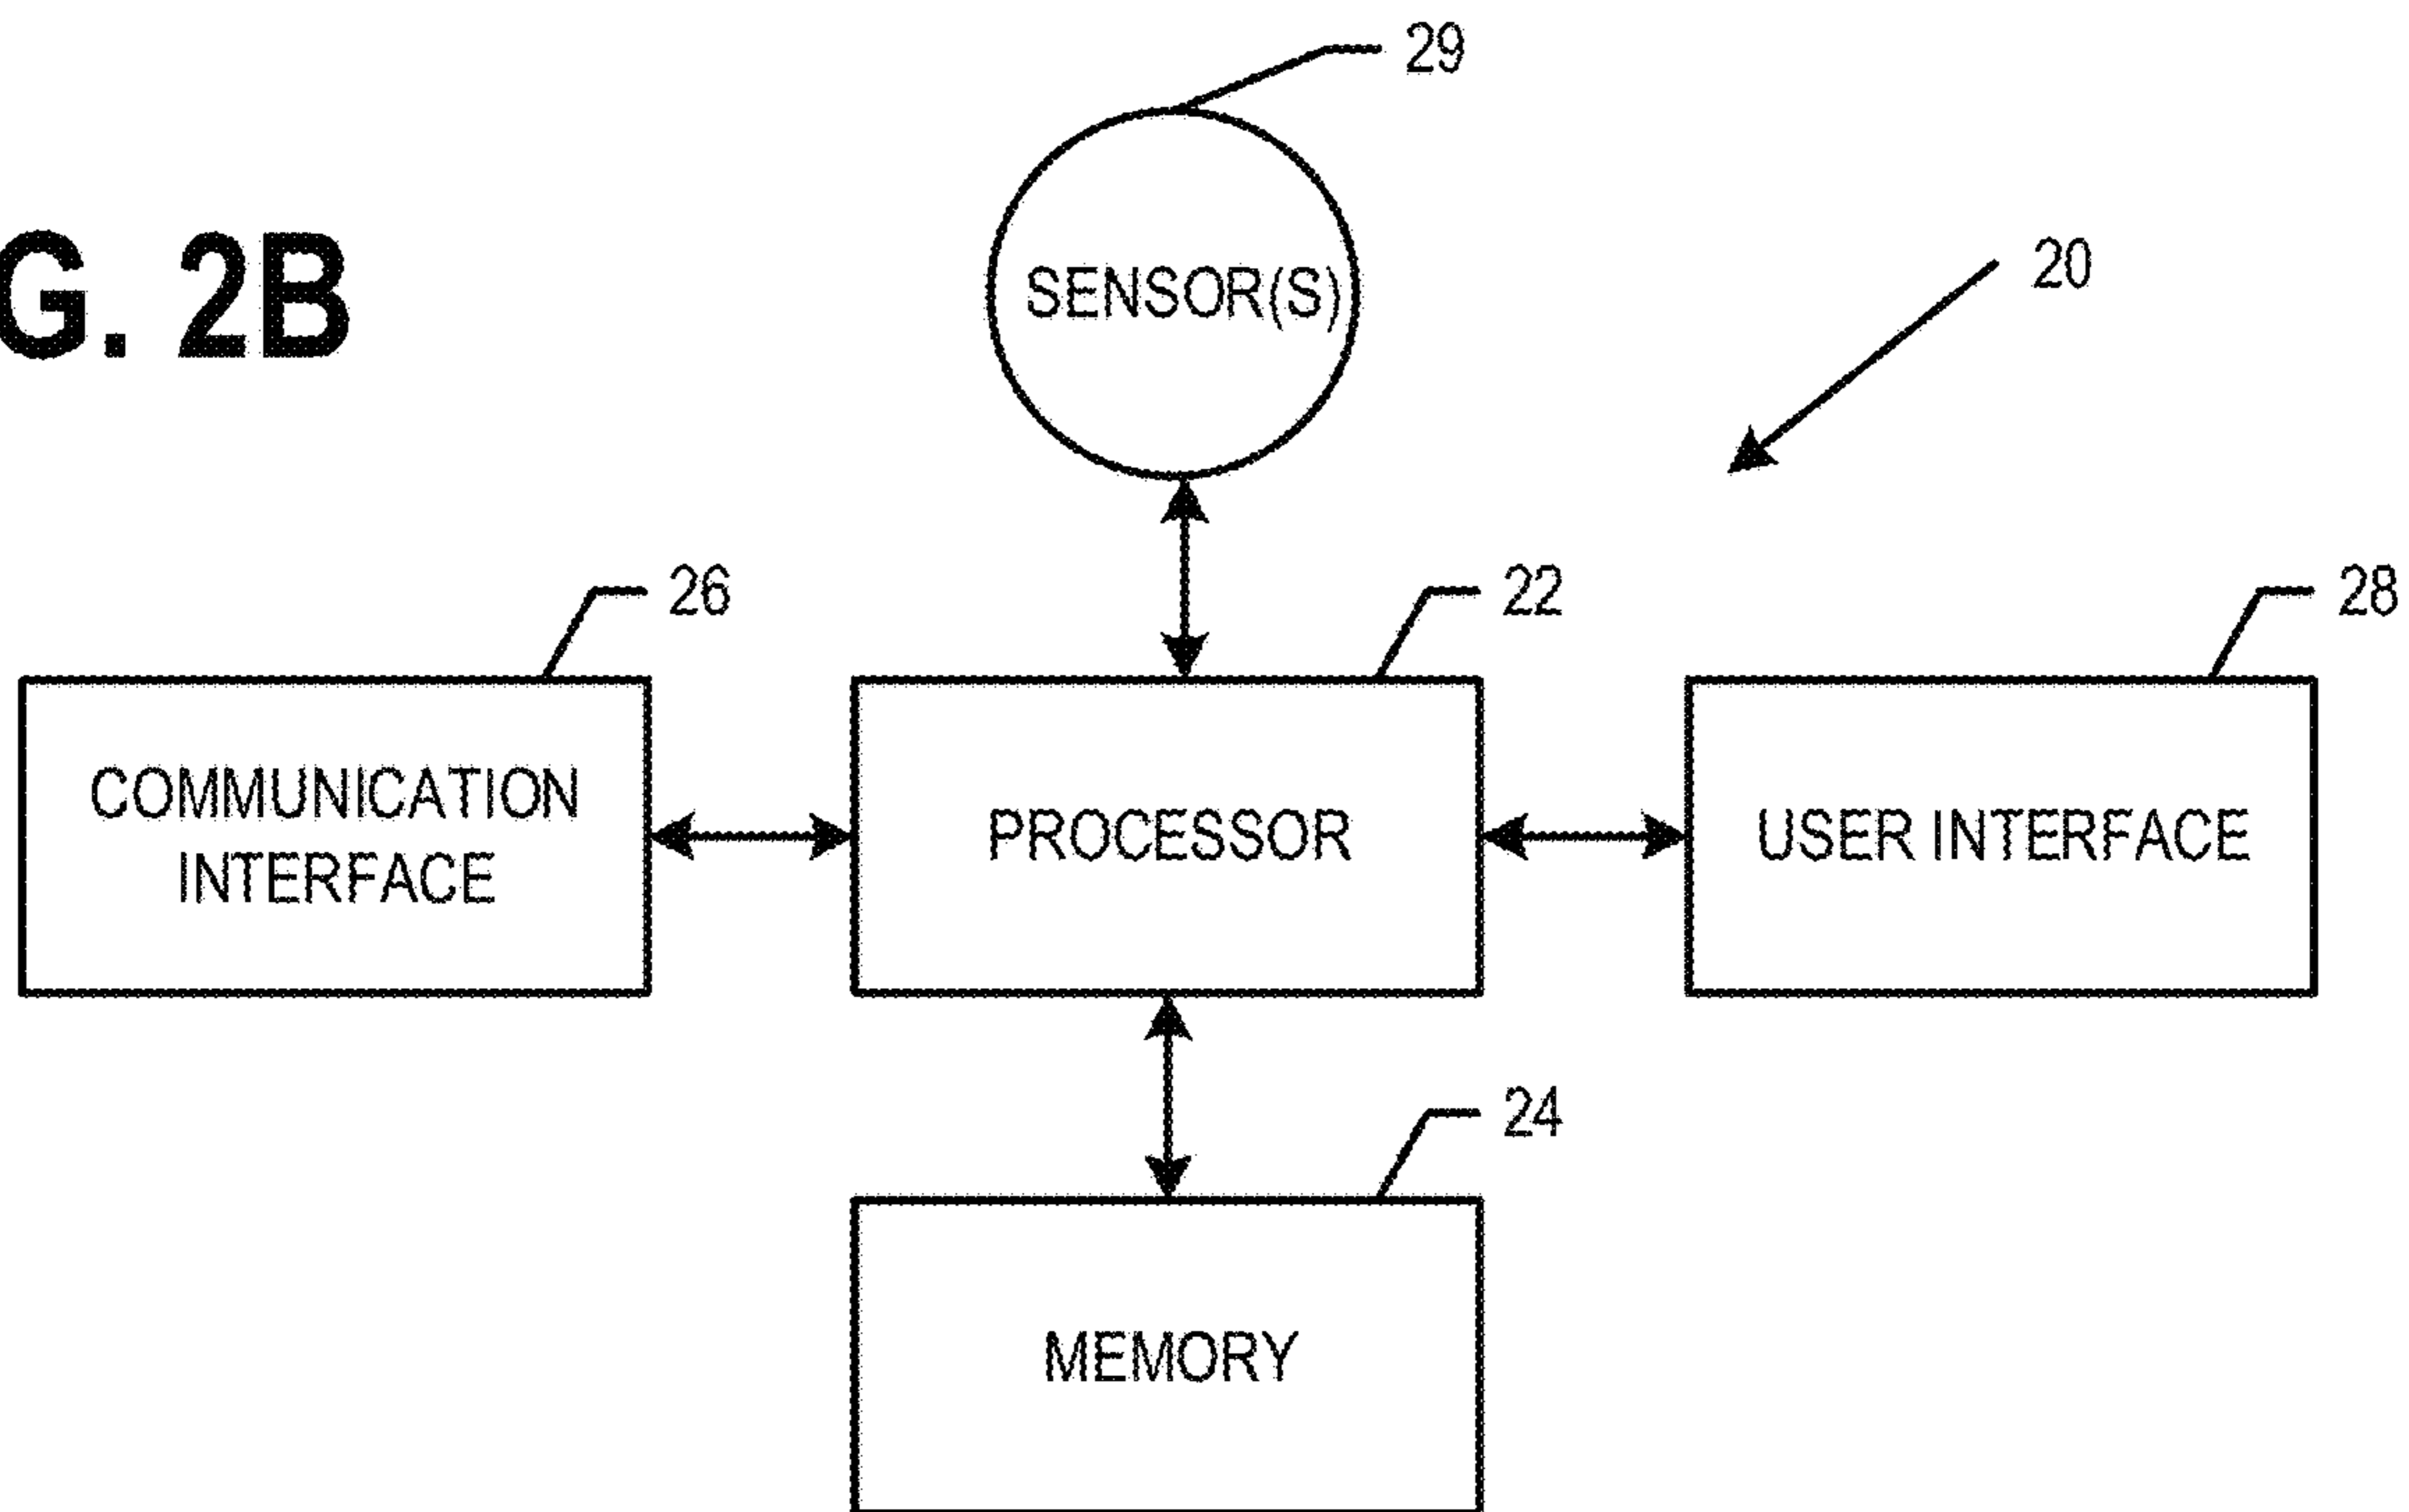 29
G. 2B
SENSOR(S)
20
26
22
28
COMMUNICATION
INTERFACE
PROCESSOR
USER INTERFACE
24
MEMORY